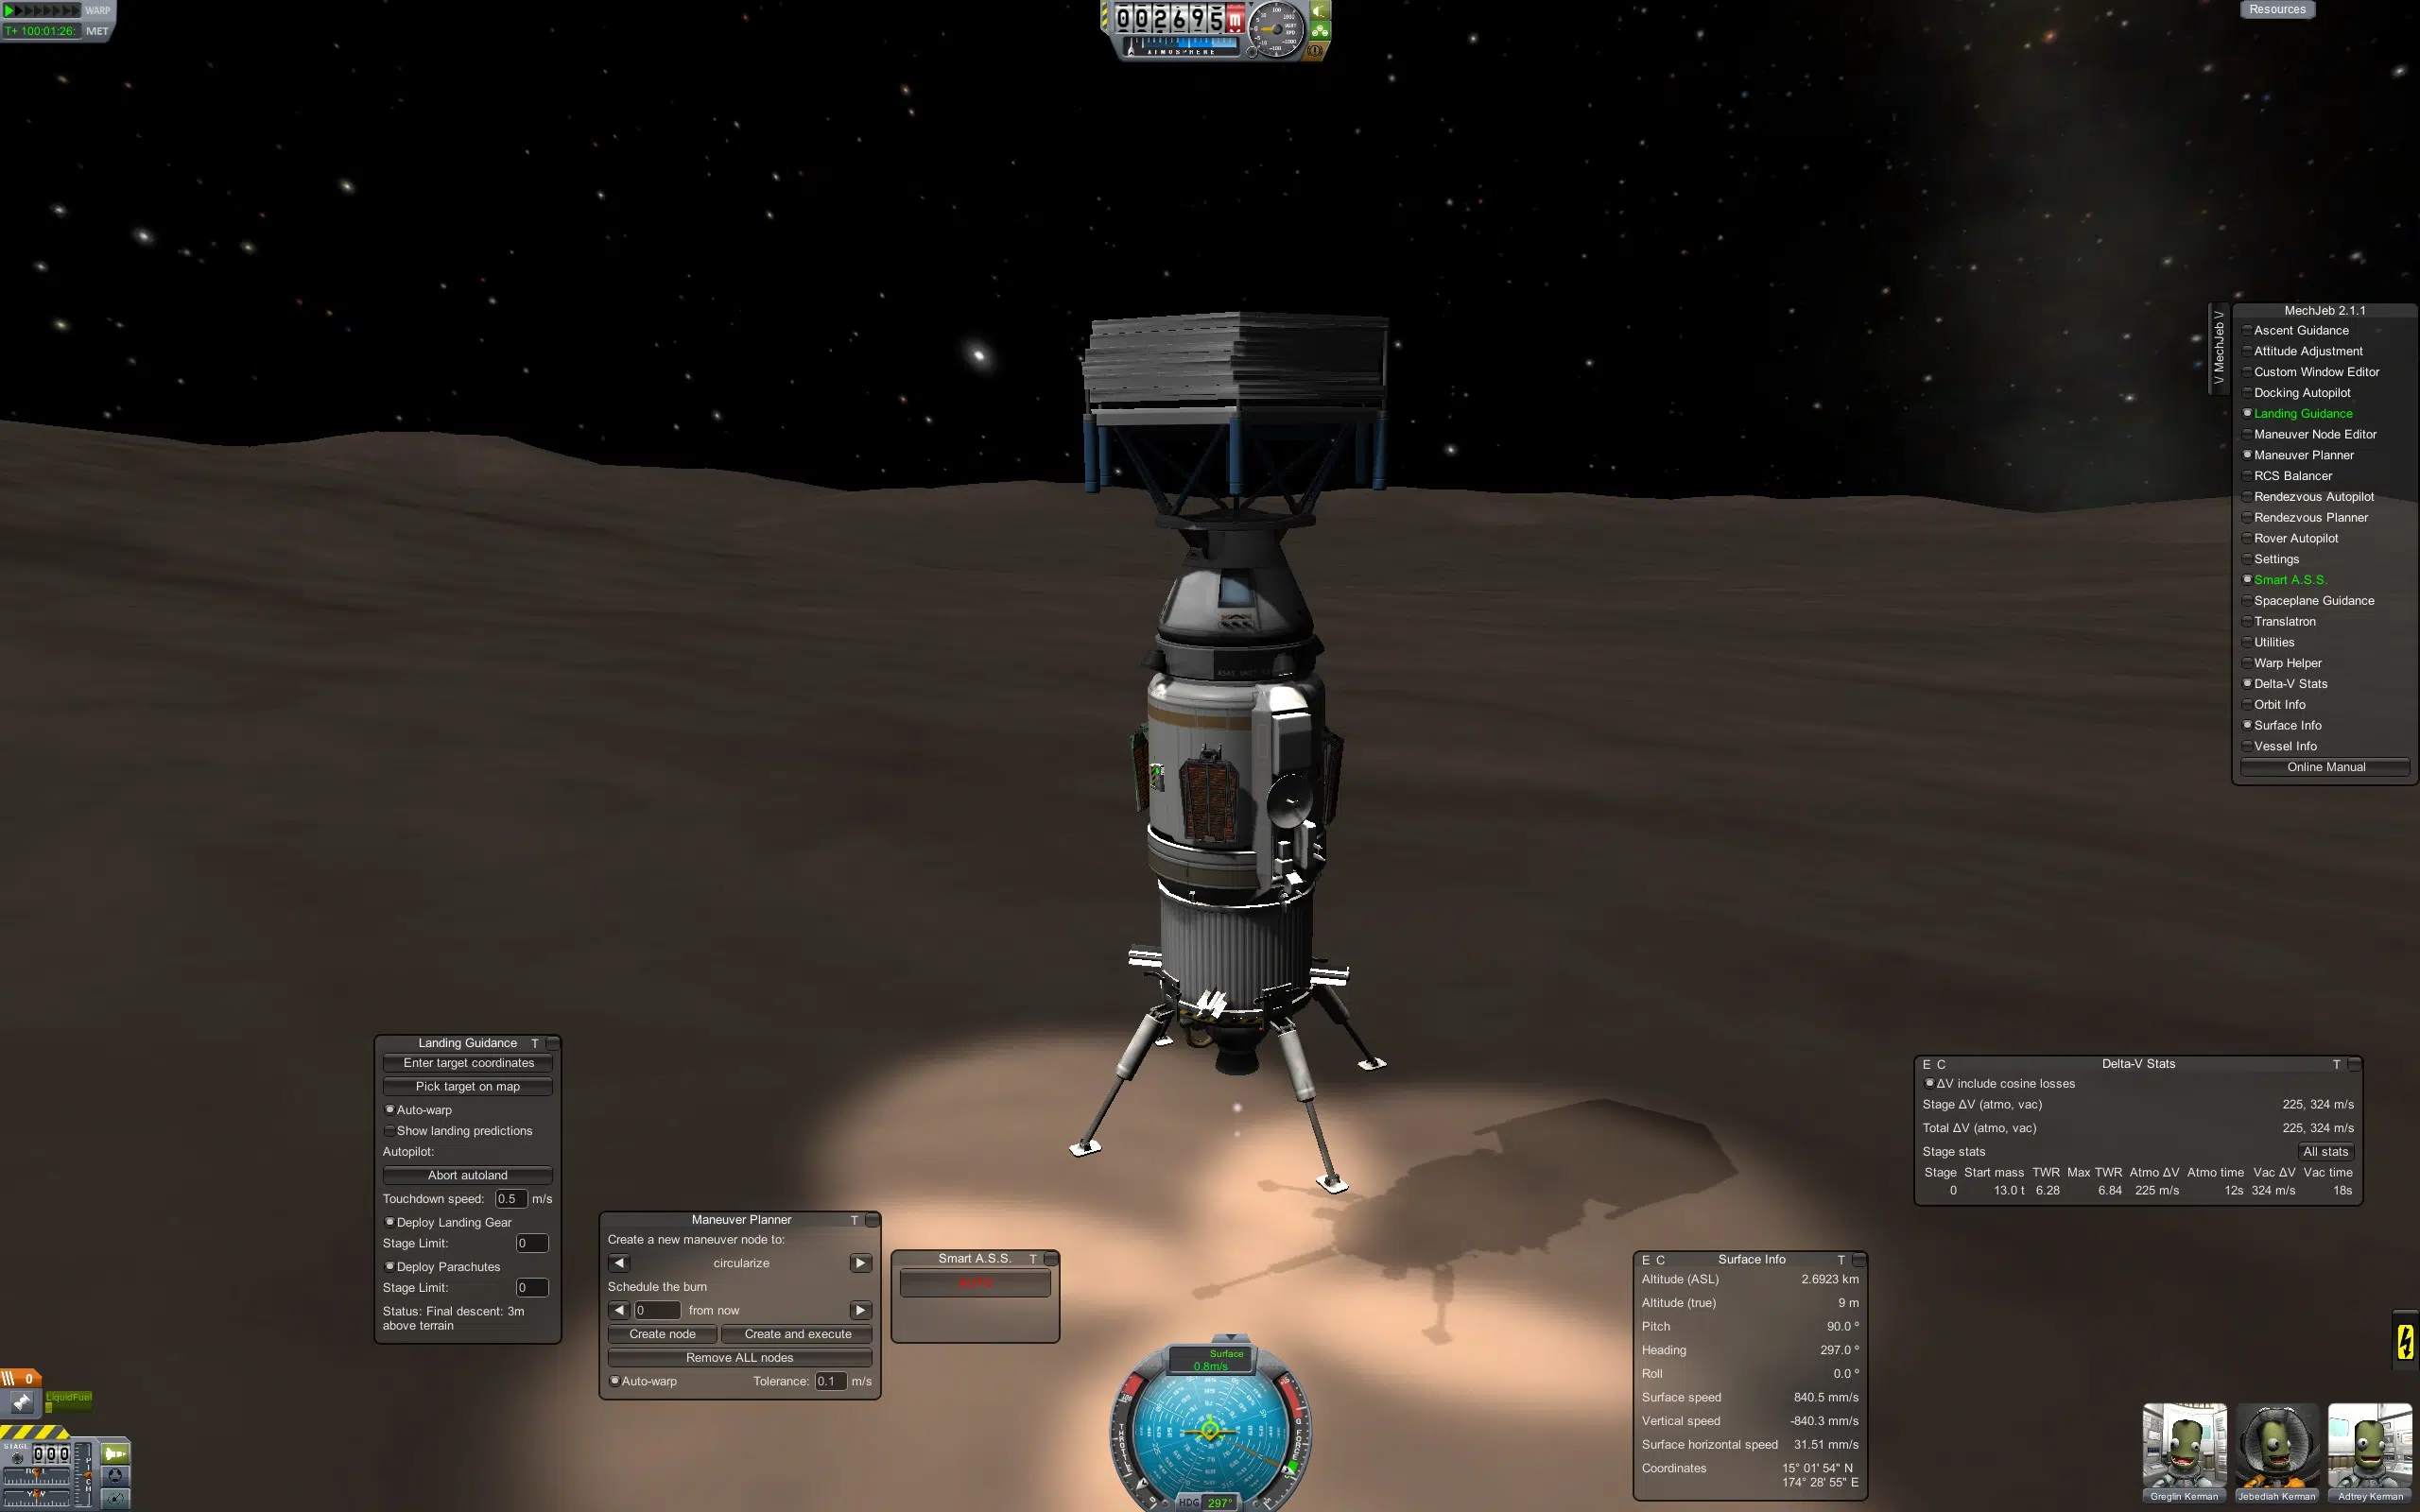 WARP
T+ 100:01:26:
MET
002695m
ATMOSPHERE
Resources
V MechJeb V
MechJeb 2.1.1
Ascent Guidance
Attitude Adjustment
Custom Window Editor
Docking Autopilot
Landing Guidance
Maneuver Node Editor
Maneuver Planner
RCS Balancer
Rendezvous Autopilot
Rendezvous Planner
Rover Autopilot
Settings
Smart A.S.S.
Spaceplane Guidance
Translatron
Utilities
Warp Helper
Delta-V Stats
Orbit Info
Surface Info
Vessel Info
Online Manual
Landing Guidance T
Enter target coordinates
Pick target on map
Auto-warp
Show landing predictions
Autopilot:
Abort autoland
Touchdown speed: 0.5 m/s
Deploy Landing Gear
Stage Limit: 0
Deploy Parachutes
Stage Limit: 0
Status: Final descent: 3m
above terrain
Maneuver Planner T
Create a new maneuver node to:
circularize
Schedule the burn
0 from now
Create node Create and execute
Remove ALL nodes
Auto-warp Tolerance: 0.1 m/s
Smart A.S.S. T
AUTO
E C Delta-V Stats T
ΔV include cosine losses
Stage ΔV (atmo, vac) 225, 324 m/s
Total ΔV (atmo, vac) 225, 324 m/s
Stage stats All stats
Stage Start mass TWR Max TWR Atmo ΔV Atmo time Vac ΔV Vac time
0 13.0 t 6.28 6.84 225 m/s 12s 324 m/s 18s
E C Surface Info T
Altitude (ASL) 2.6923 km
Altitude (true) 9 m
Pitch 90.0 º
Heading 297.0 º
Roll 0.0 º
Surface speed 840.5 mm/s
Vertical speed -840.3 mm/s
Surface horizontal speed 31.51 mm/s
Coordinates 15° 01' 54" N
174° 28' 55" E
Surface
0.8m/s
THROTTLE
G FORCE
HDG 297°
0
LiquidFuel
STAGE 000
ROLL
YAW
PITCH
Greglin Kerman Jebediah Kerman Adtrey Kerman